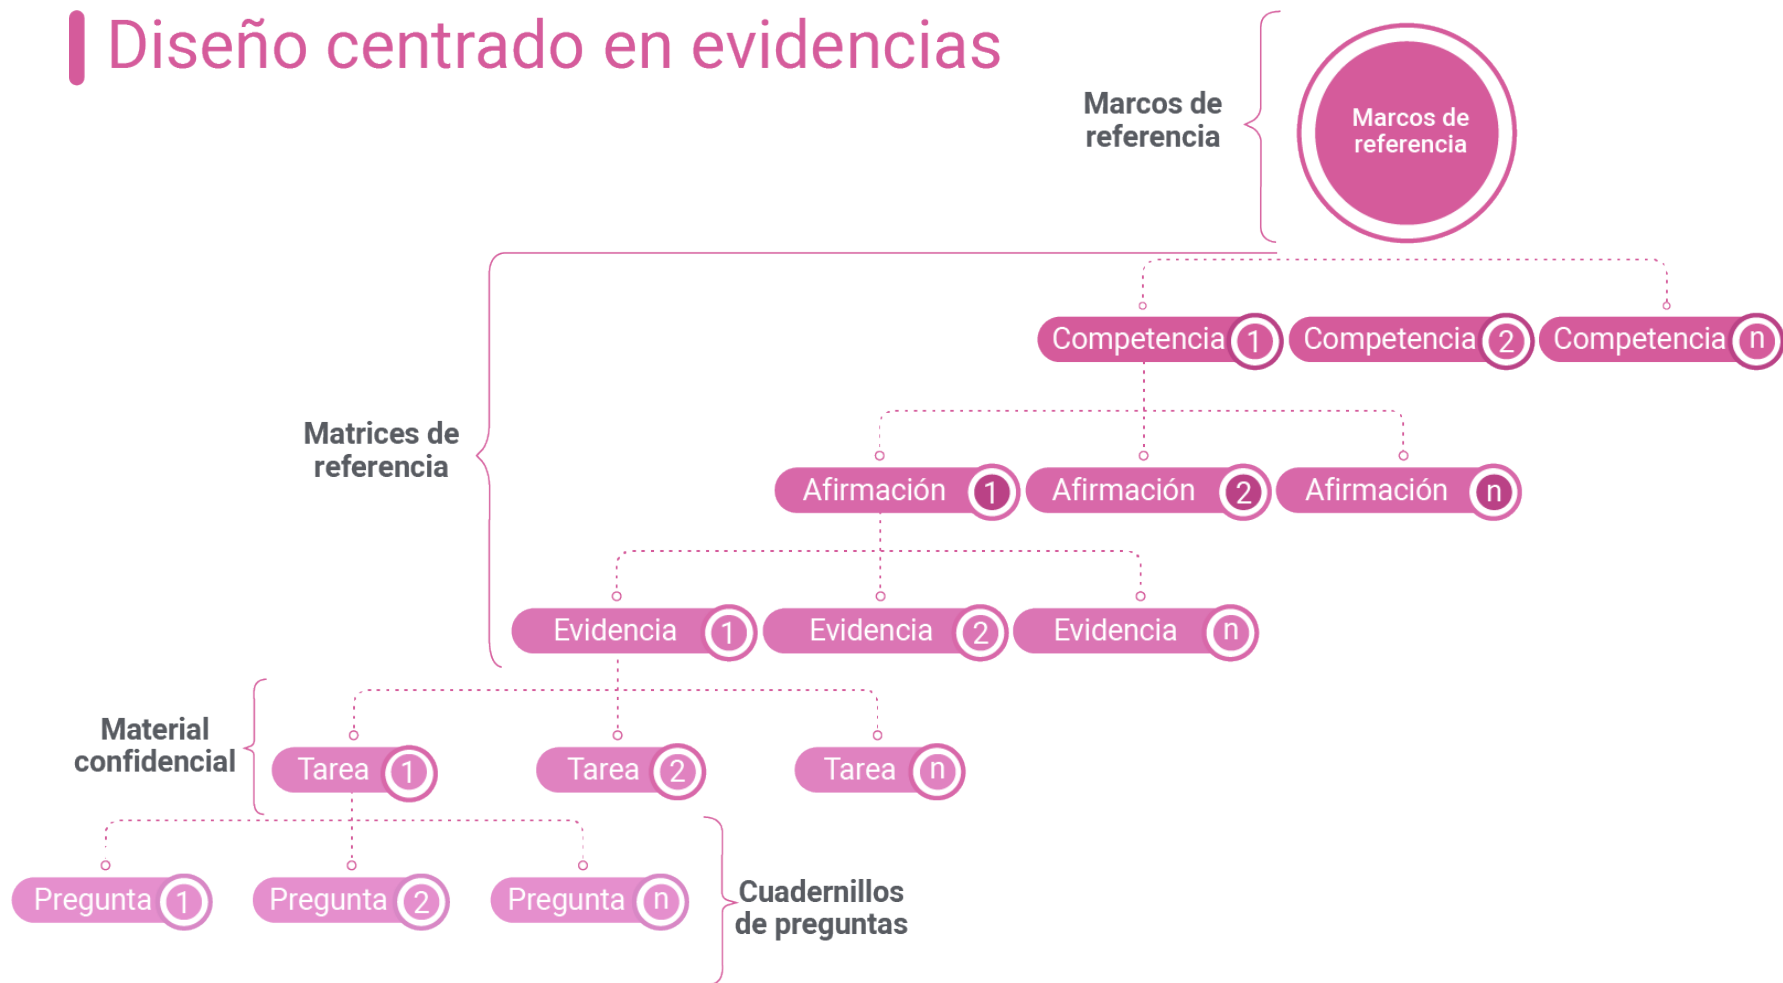 Diseño centrado en evidencias
Marcos de
referencia
Marcos de
referencia
Competencia 1
Competencia 2
Competencia n
Matrices de
referencia
Afirmación 1
Afirmación 2
Afirmación n
Evidencia 1
Evidencia 2
Evidencia n
Material
confidencial
Tarea 1
Tarea 2
Tarea n
Pregunta 1
Pregunta 2
Pregunta n
Cuadernillos
de preguntas